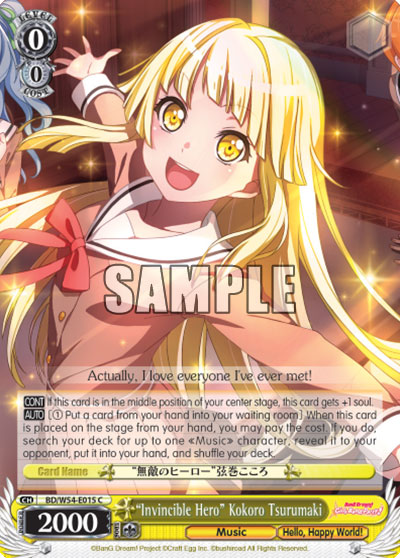 LEVEL
0
0
COST
SAMPLE
Actually, I love everyone I've ever met!
CONT If this card is in the middle position of your center stage, this card gets +1 soul.
AUTO [① Put a card from your hand into your waiting room] When this card
is placed on the stage from your hand, you may pay the cost. If you do,
search your deck for up to one «Music» character, reveal it to your
opponent, put it into your hand, and shuffle your deck.
Card Name
"無敵のヒーロー"弦巻こころ
CH BD/W54-E015 C
"Invincible Hero" Kokoro Tsurumaki
2000
Music
Hello, Happy World!
©BanG Dream! Project ©Craft Egg Inc. ©bushiroad All Rights Reserved.